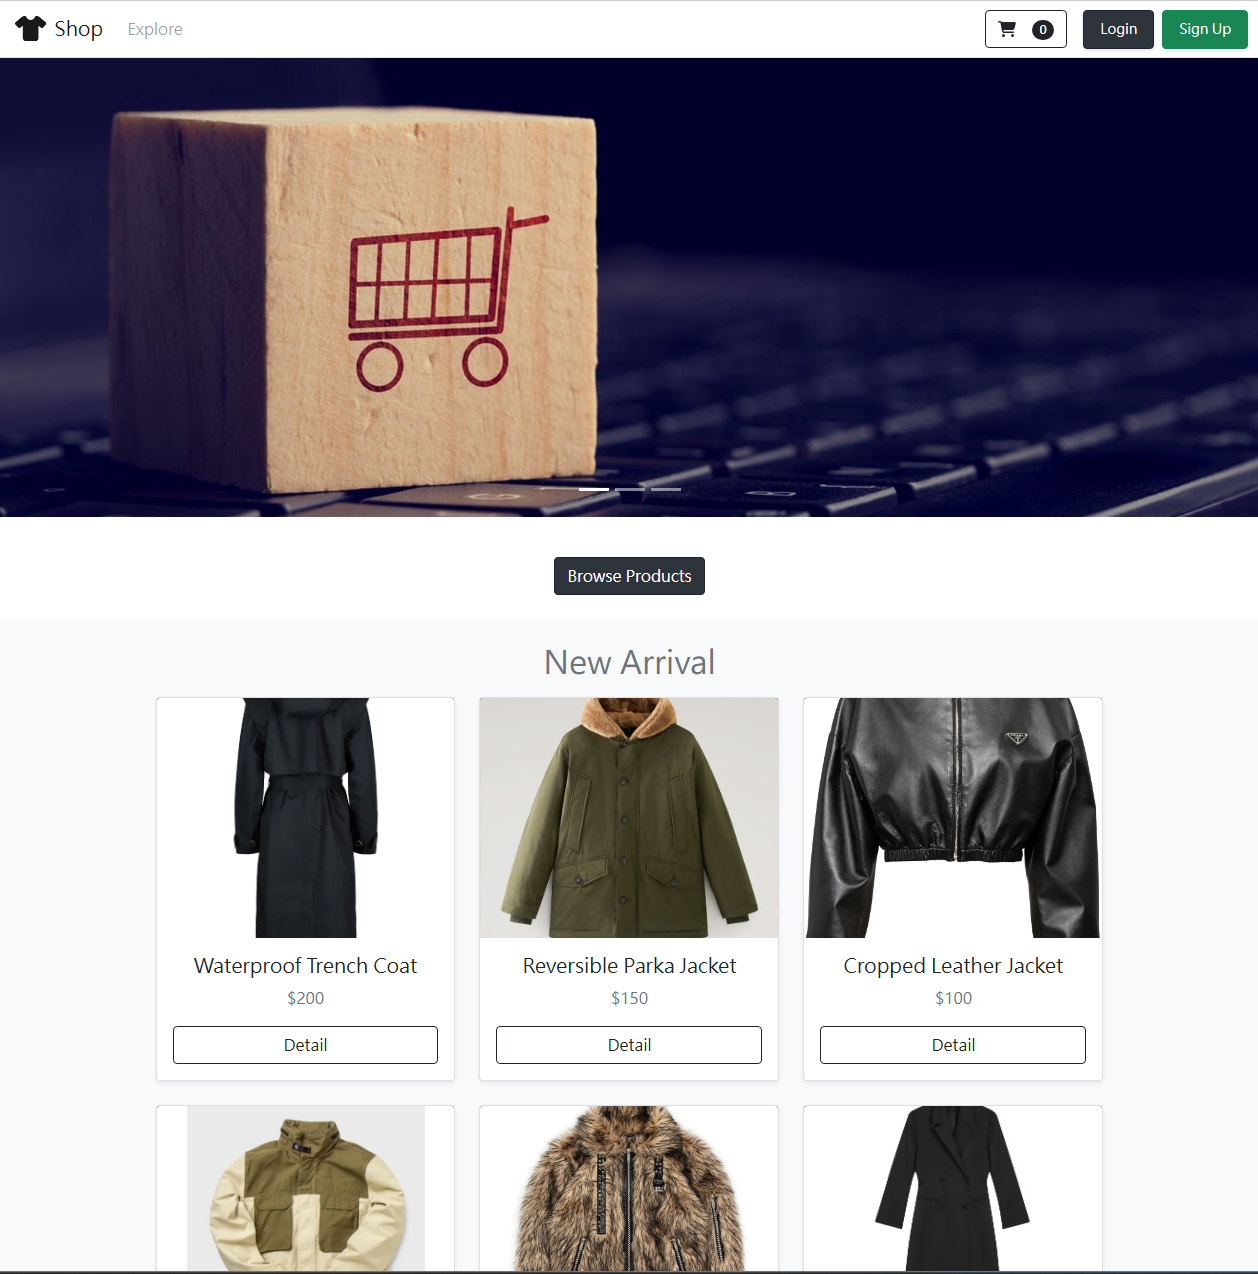 Shop
Explore
0
Login
Sign Up
Browse Products
New Arrival
Waterproof Trench Coat
$200
Detail
Reversible Parka Jacket
$150
Detail
Cropped Leather Jacket
$100
Detail